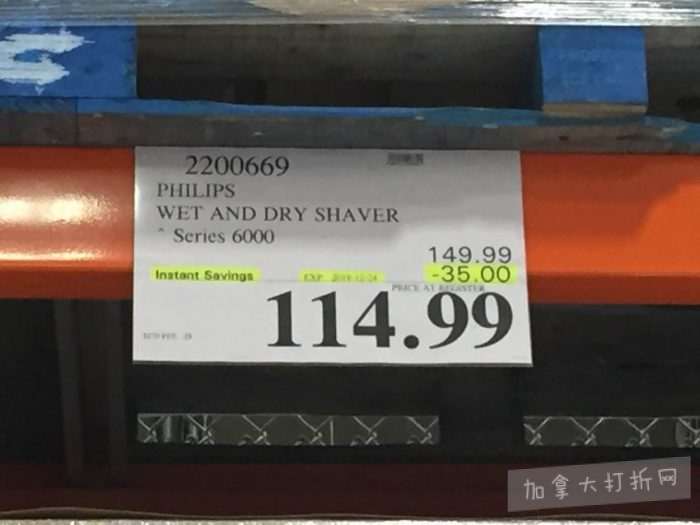 2200669
PHILIPS
WET AND DRY SHAVER
^ Series 6000
149.99
Instant Savings EXP. -35.00
PRICE AT REGISTER
114.99
加拿大打折网